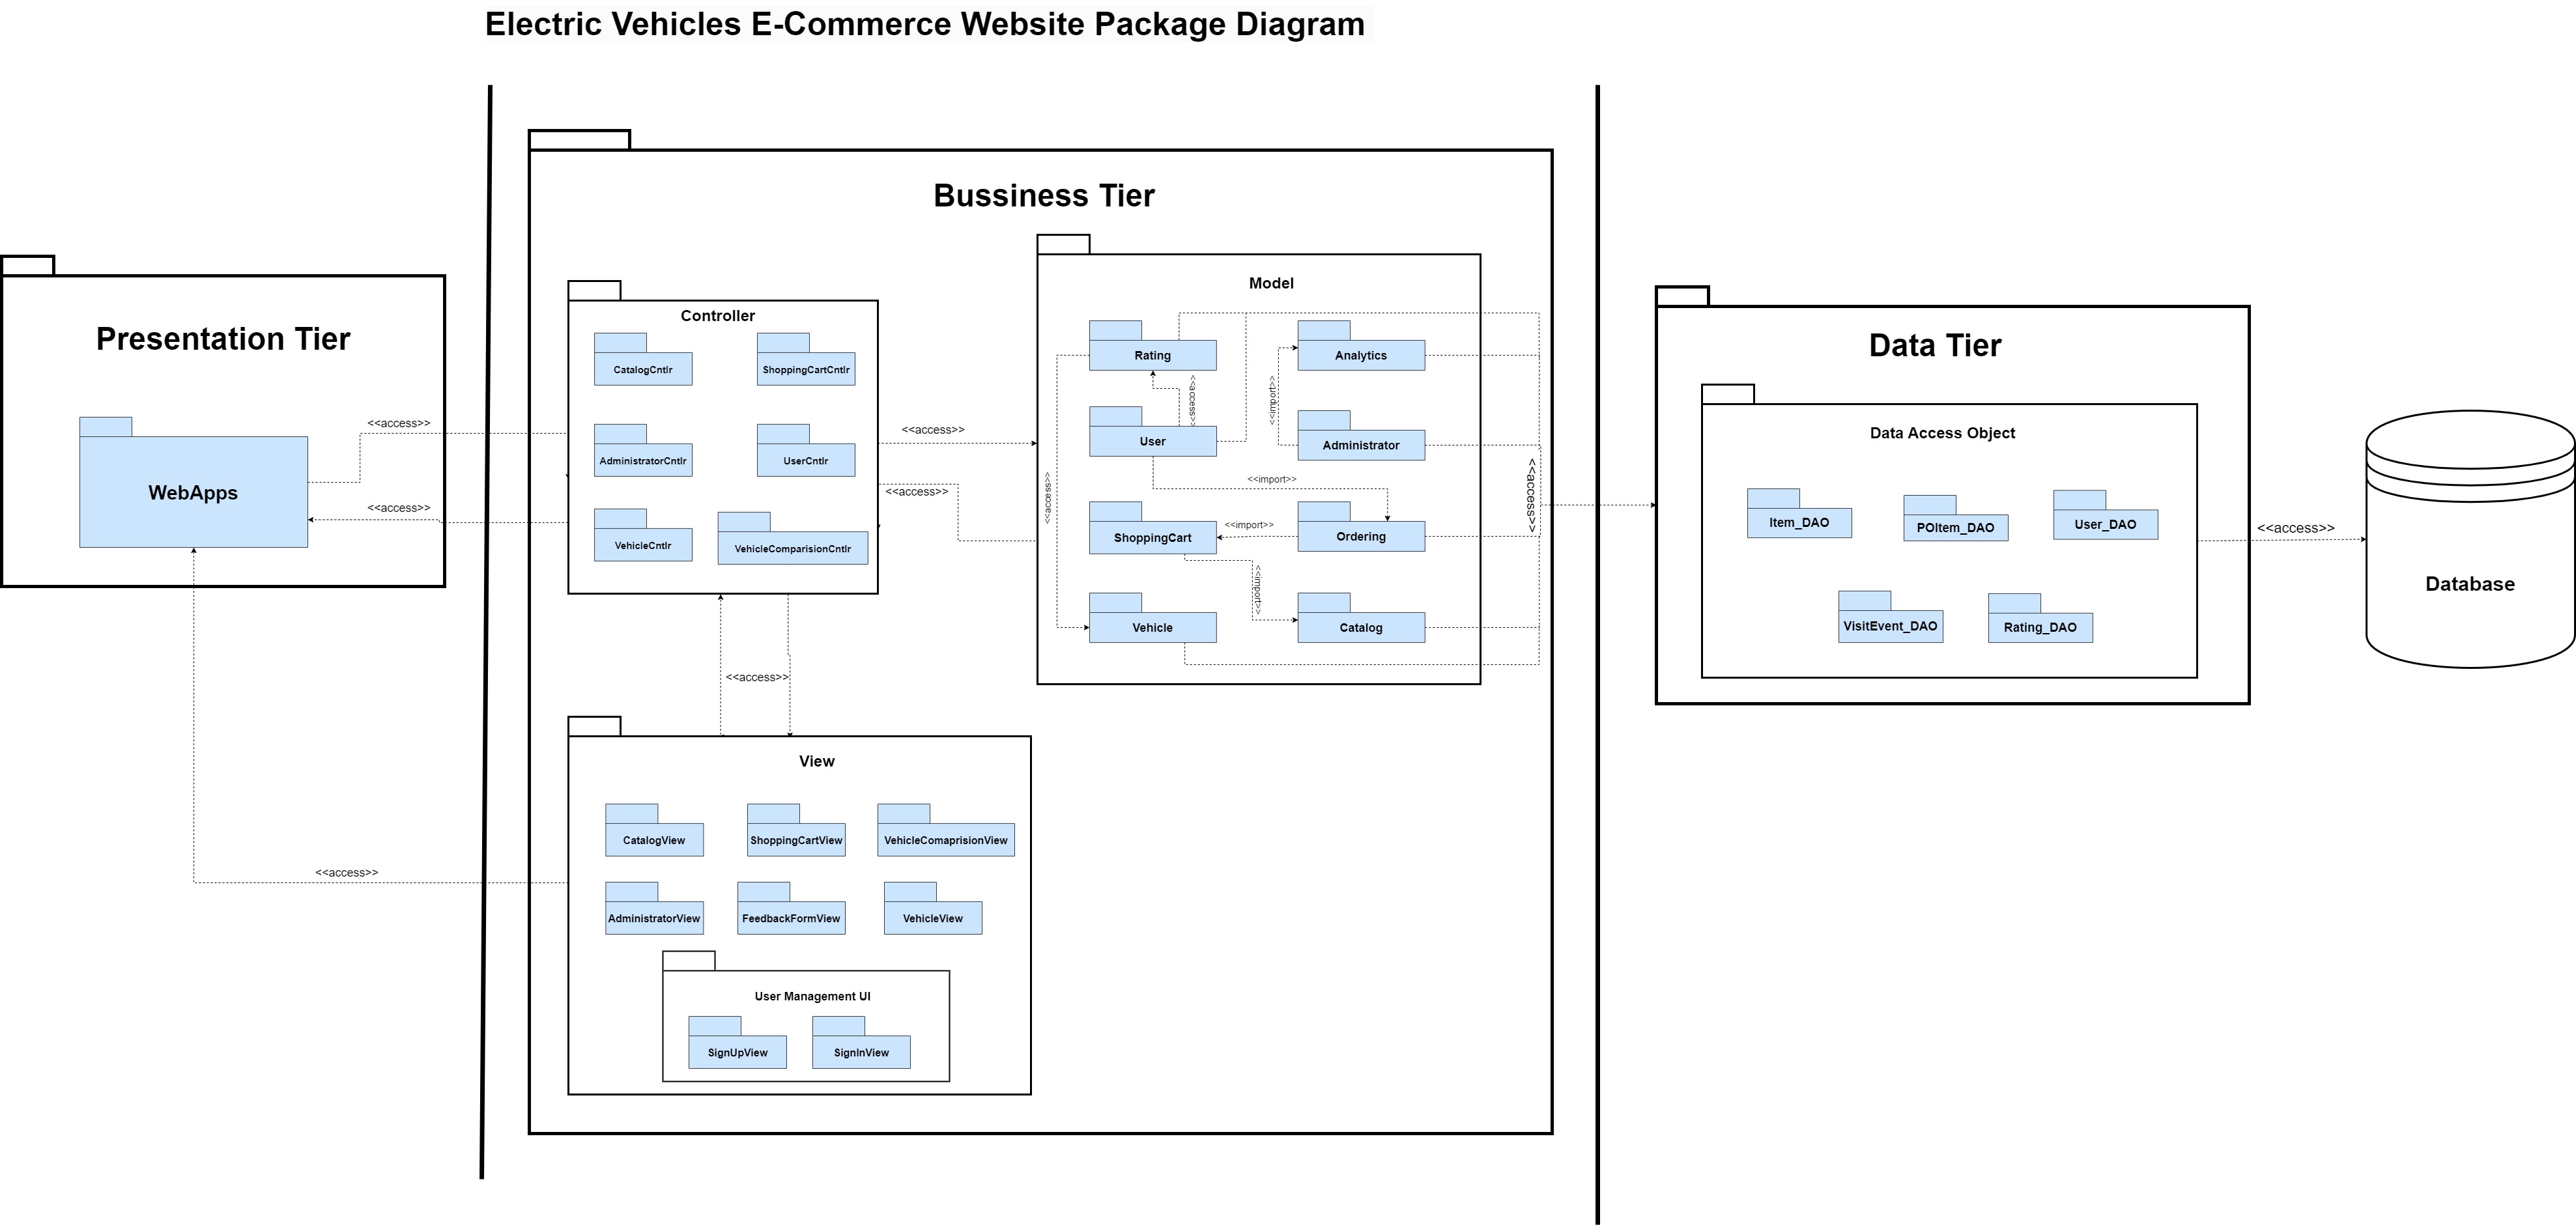 Electric Vehicles E-Commerce Website Package Diagram
Presentation Tier
WebApps
<<access>>
<<access>>
<<access>>
Bussiness Tier
Controller
CatalogCntlr
ShoppingCartCntlr
AdministratorCntlr
UserCntlr
VehicleCntlr
VehicleComparisionCntlr
<<access>>
<<access>>
<<access>>
Model
Rating
Analytics
<<access>>
<<import>>
User
Administrator
<<access>>
<<import>>
<<access>>
ShoppingCart
<<import>>
Ordering
<<import>>
Vehicle
Catalog
View
CatalogView
ShoppingCartView
VehicleComaprisionView
AdministratorView
FeedbackFormView
VehicleView
User Management UI
SignUpView
SignInView
Data Tier
Data Access Object
Item_DAO
POItem_DAO
User_DAO
VisitEvent_DAO
Rating_DAO
<<access>>
Database